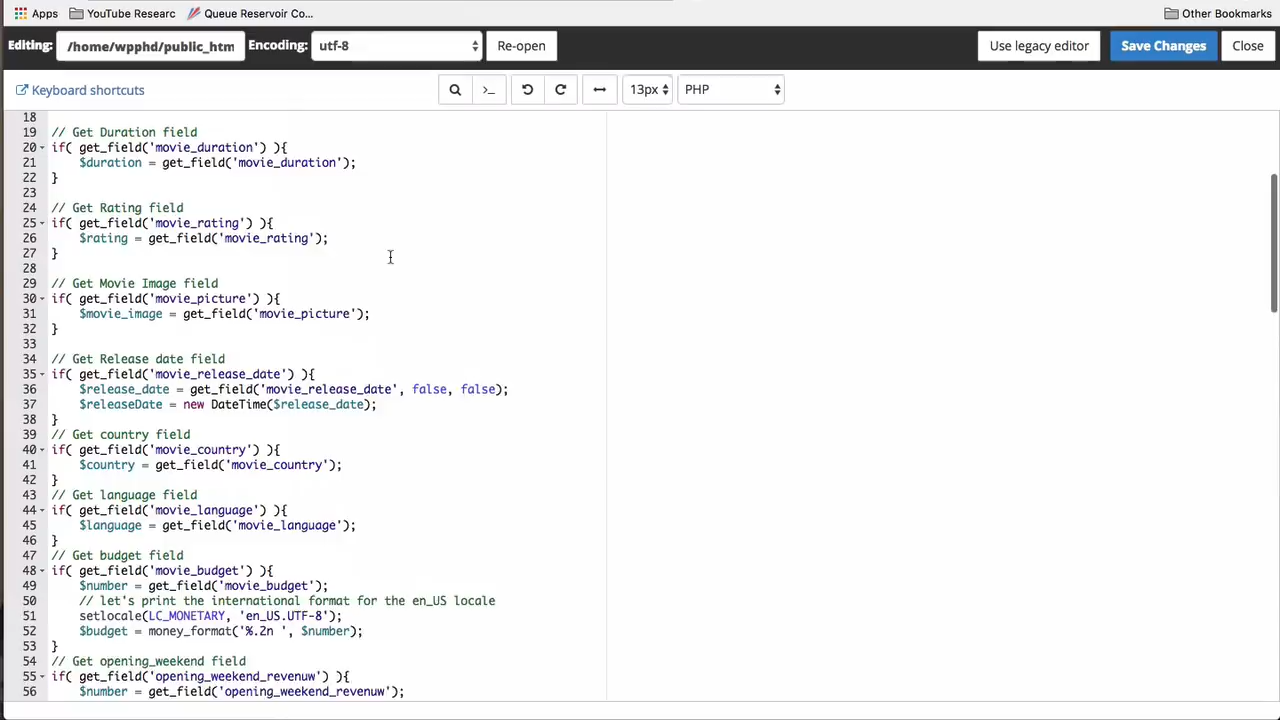 Apps YouTube Researc Queue Reservoir Co... Other Bookmarks
Editing: /home/wpphd/public_htm Encoding: utf-8 Re-open Use legacy editor Save Changes Close
Keyboard shortcuts >_ 13px PHP
18
19 // Get Duration field
20 if( get_field('movie_duration') ){
21 $duration = get_field('movie_duration');
22 }
23
24 // Get Rating field
25 if( get_field('movie_rating') ){
26 $rating = get_field('movie_rating');
27 }
28
29 // Get Movie Image field
30 if( get_field('movie_picture') ){
31 $movie_image = get_field('movie_picture');
32 }
33
34 // Get Release date field
35 if( get_field('movie_release_date') ){
36 $release_date = get_field('movie_release_date', false, false);
37 $releaseDate = new DateTime($release_date);
38 }
39 // Get country field
40 if( get_field('movie_country') ){
41 $country = get_field('movie_country');
42 }
43 // Get language field
44 if( get_field('movie_language') ){
45 $language = get_field('movie_language');
46 }
47 // Get budget field
48 if( get_field('movie_budget') ){
49 $number = get_field('movie_budget');
50 // let's print the international format for the en_US locale
51 setlocale(LC_MONETARY, 'en_US.UTF-8');
52 $budget = money_format('%.2n ', $number);
53 }
54 // Get opening_weekend field
55 if( get_field('opening_weekend_revenuw') ){
56 $number = get_field('opening_weekend_revenuw');